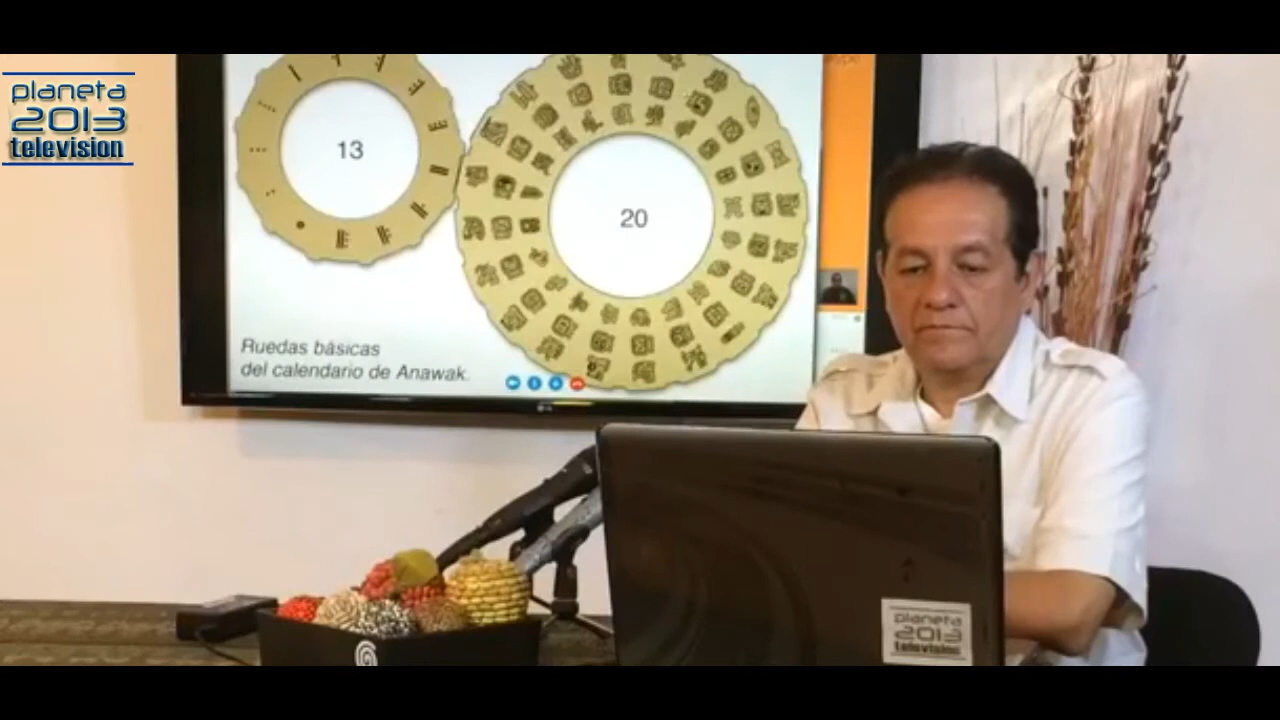 planeta
2013
television
13
20
Ruedas básicas
del calendario de Anawak.
planeta
2013
television